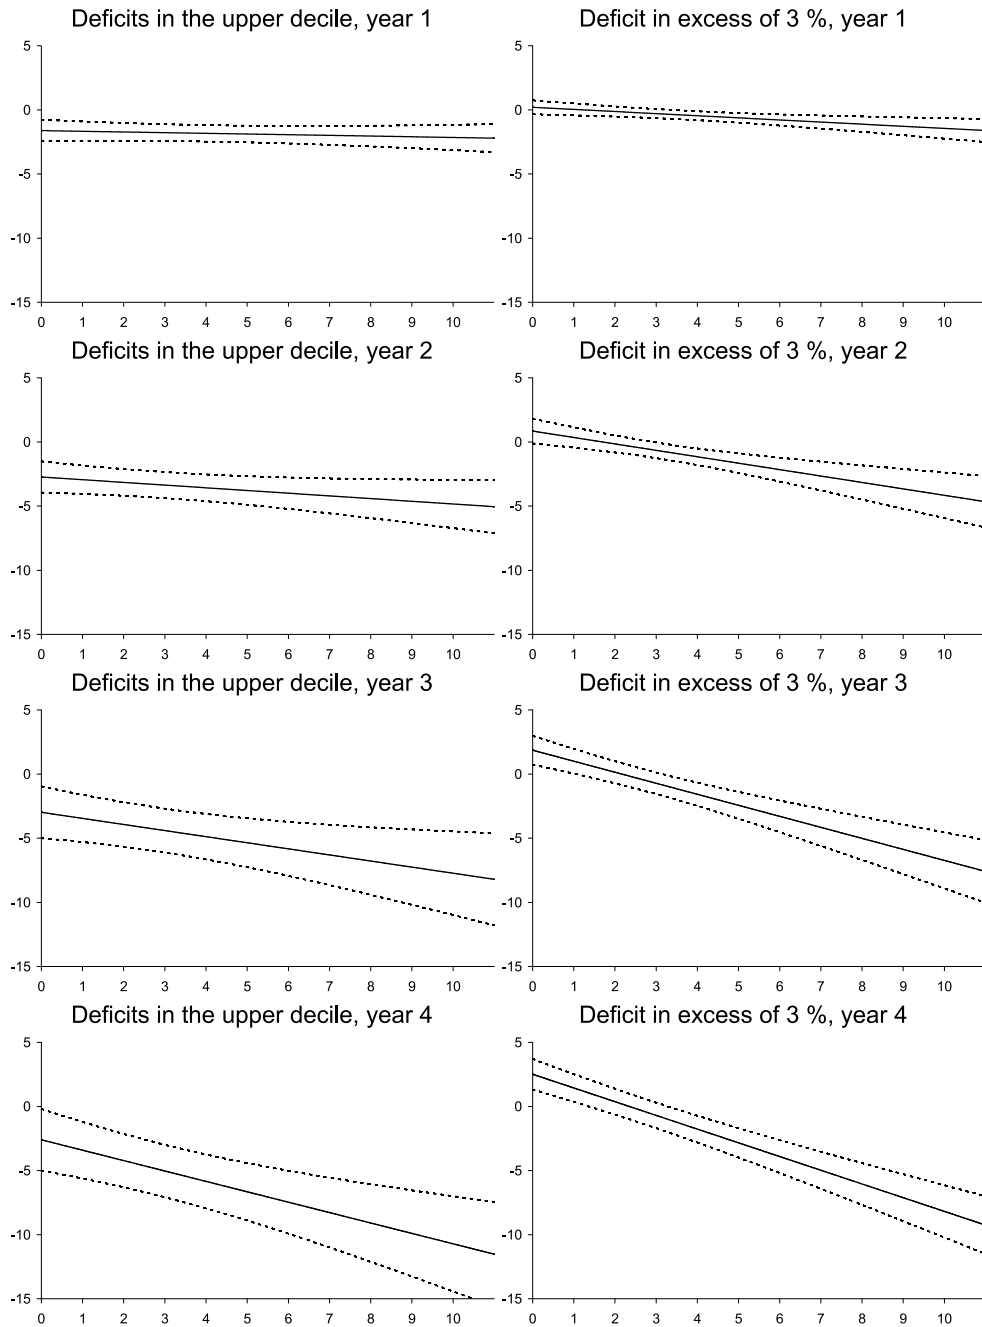 Deficits in the upper decile, year 1
5
0
-5
-10
-15
0 1 2 3 4 5 6 7 8 9 10
Deficit in excess of 3 %, year 1
5
0
-5
-10
-15
0 1 2 3 4 5 6 7 8 9 10
Deficits in the upper decile, year 2
5
0
-5
-10
-15
0 1 2 3 4 5 6 7 8 9 10
Deficit in excess of 3 %, year 2
5
0
-5
-10
-15
0 1 2 3 4 5 6 7 8 9 10
Deficits in the upper decile, year 3
5
0
-5
-10
-15
0 1 2 3 4 5 6 7 8 9 10
Deficit in excess of 3 %, year 3
5
0
-5
-10
-15
0 1 2 3 4 5 6 7 8 9 10
Deficits in the upper decile, year 4
5
0
-5
-10
-15
0 1 2 3 4 5 6 7 8 9 10
Deficit in excess of 3 %, year 4
5
0
-5
-10
-15
0 1 2 3 4 5 6 7 8 9 10